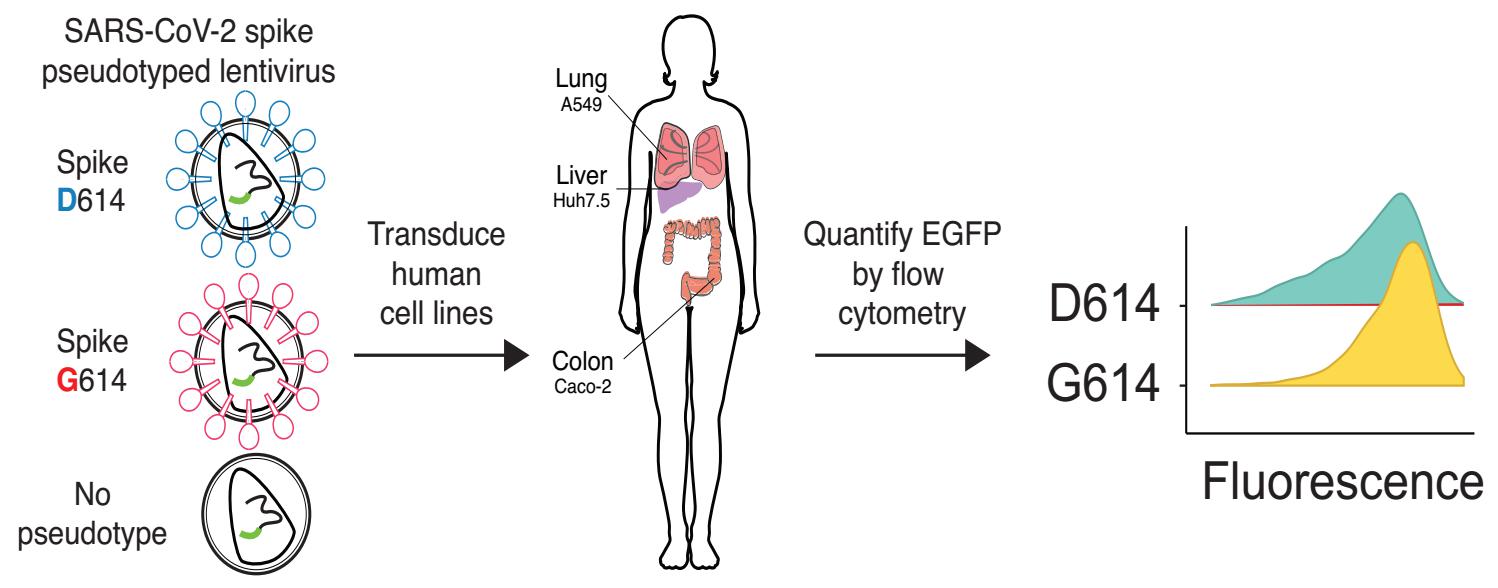 SARS-CoV-2 spike
pseudotyped lentivirus
Spike
D614
Spike
G614
No
pseudotype
Transduce
human
cell lines
Lung
A549
Liver
Huh7.5
Colon
Caco-2
Quantify EGFP
by flow
cytometry
D614
G614
Fluorescence